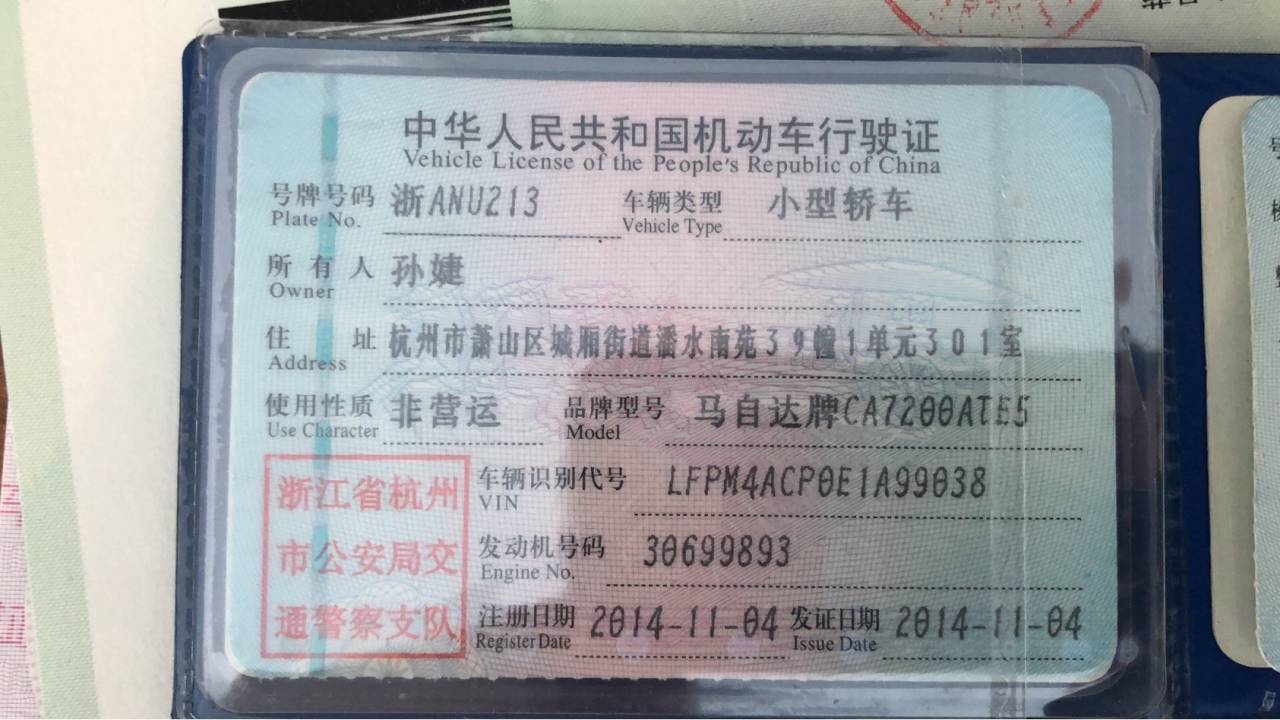 中华人民共和国机动车行驶证
Vehicle License of the People's Republic of China
号牌号码 浙ANU213 车辆类型 小型轿车
Plate No. Vehicle Type
所有人 孙婕
Owner
住址 杭州市萧山区城厢街道潘水南苑39幢1单元301室
Address
使用性质 非营运 品牌型号 马自达牌CA7200ATE5
Use Character Model
浙江省杭州
市公安局交
通警察支队
车辆识别代号 LFPM4ACP0E1A99038
VIN
发动机号码 30699893
Engine No.
注册日期 2014-11-04 发证日期 2014-11-04
Register Date Issue Date